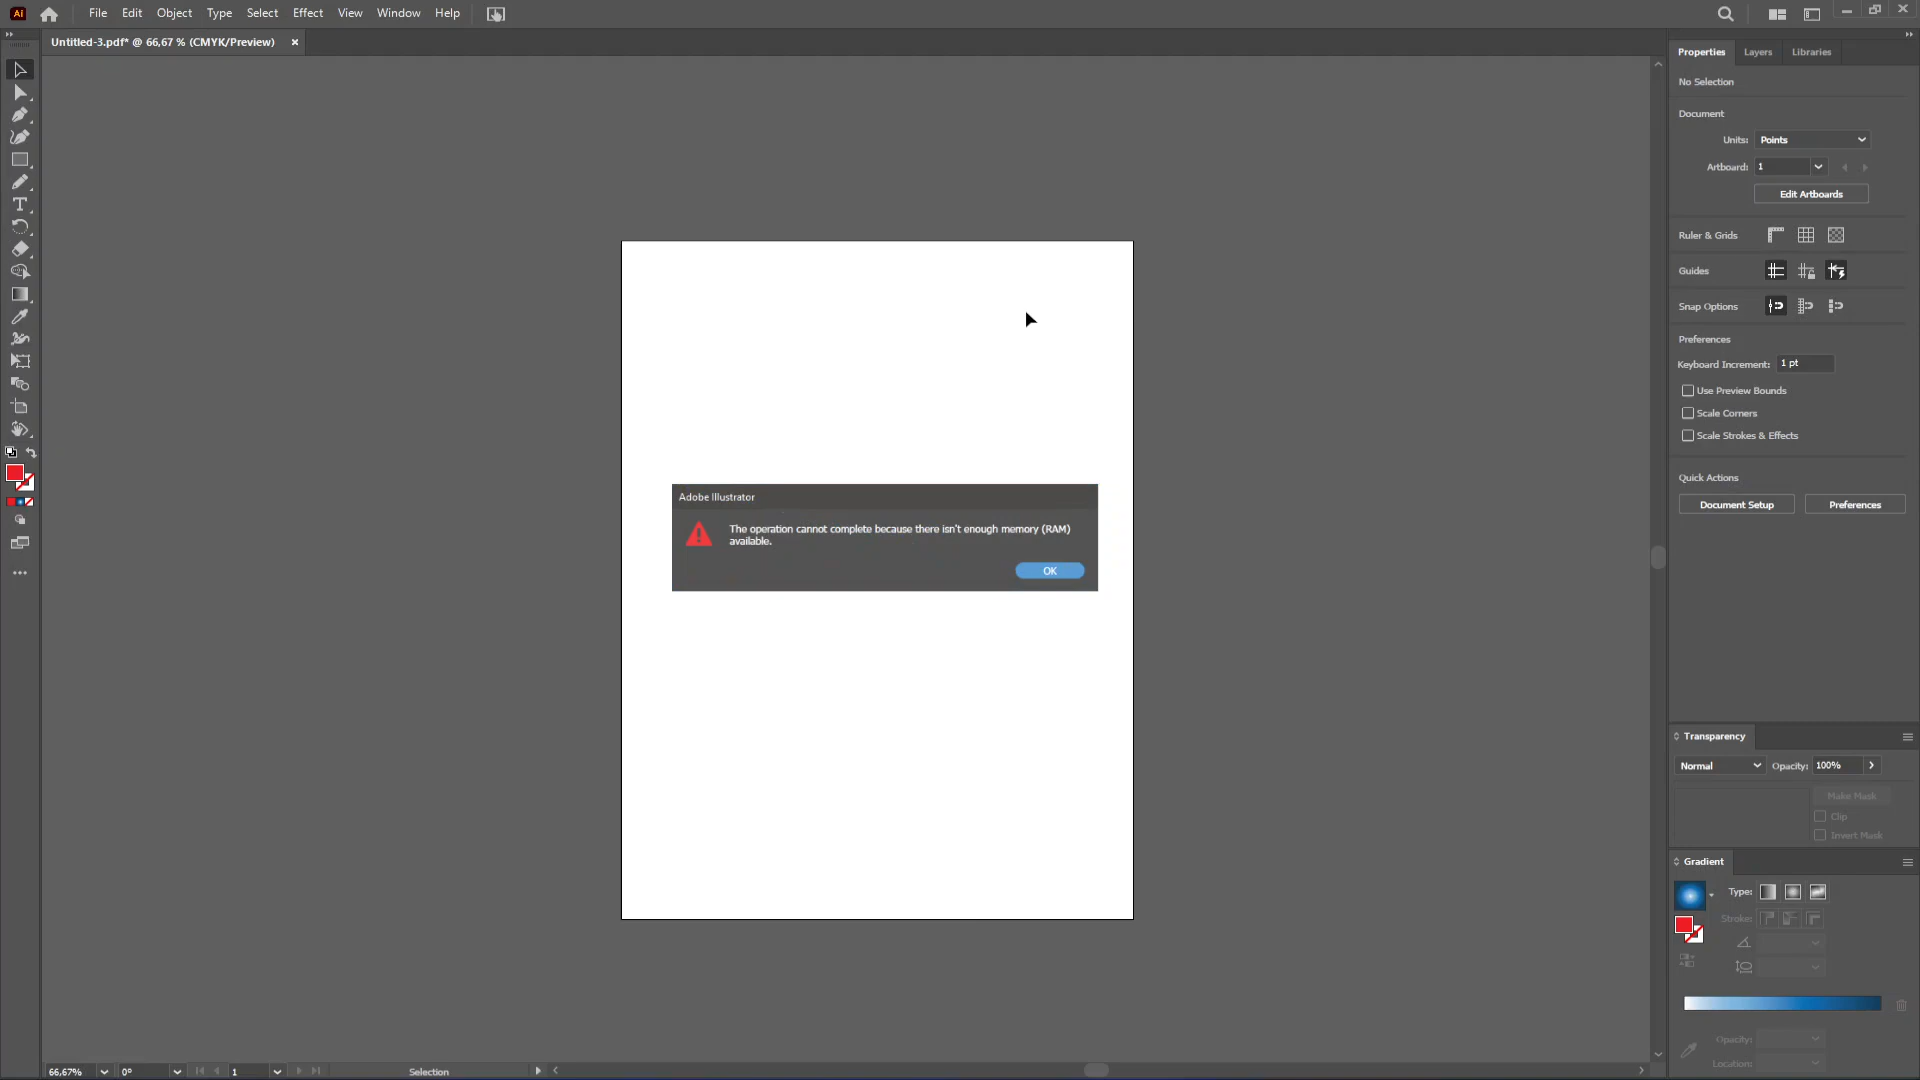 Ai File Edit Object Type Select Effect View Window Help
Untitled-3.pdf* @ 66,67 % (CMYK/Preview) ×
Properties Layers Libraries
No Selection
Document
Units: Points
Artboard: 1
Edit Artboards
Ruler & Grids
Guides
Snap Options
Preferences
Keyboard Increment: 1 pt
Use Preview Bounds
Scale Corners
Scale Strokes & Effects
Quick Actions
Document Setup Preferences
Adobe Illustrator
The operation cannot complete because there isn't enough memory (RAM)
available.
OK
Transparency
Normal Opacity: 100%
Make Mask
Clip
Invert Mask
Gradient
Type:
Stroke:
Opacity:
Location:
66,67% 0° 1 Selection